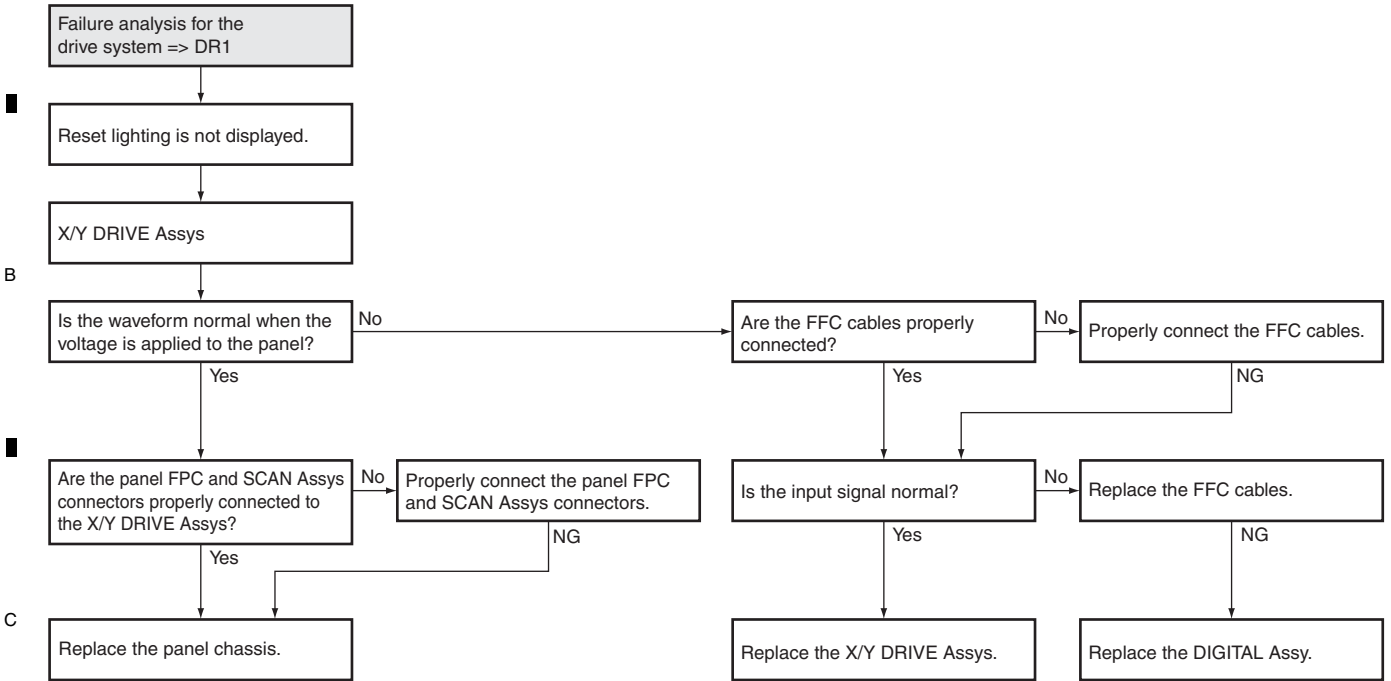 Failure analysis for the
drive system => DR1
Reset lighting is not displayed.
X/Y DRIVE Assys
B
Is the waveform normal when the
voltage is applied to the panel?
No
Are the FFC cables properly
connected?
No
Properly connect the FFC cables.
Yes
Yes
NG
Are the panel FPC and SCAN Assys
connectors properly connected to
the X/Y DRIVE Assys?
No
Properly connect the panel FPC
and SCAN Assys connectors.
Is the input signal normal?
No
Replace the FFC cables.
Yes
NG
Yes
NG
C
Replace the panel chassis.
Replace the X/Y DRIVE Assys.
Replace the DIGITAL Assy.